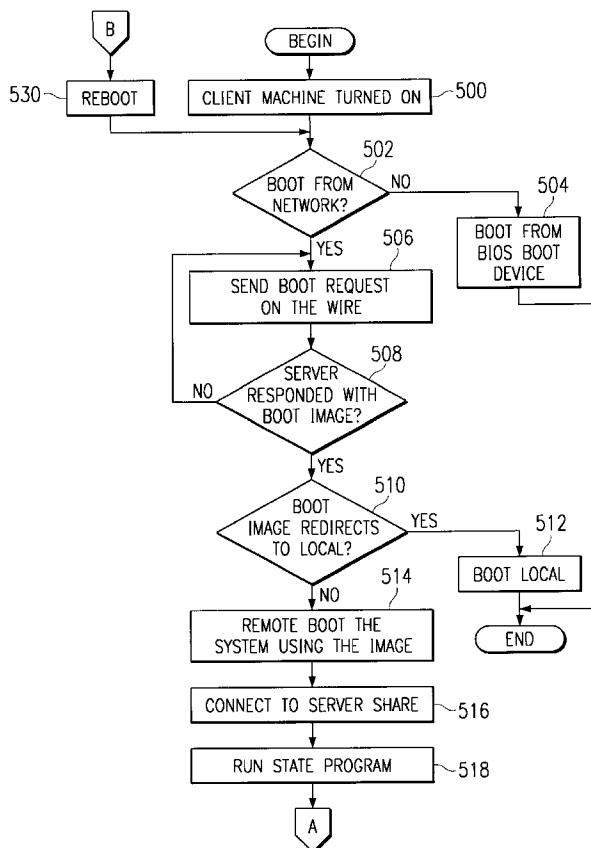 B
BEGIN
530
REBOOT
CLIENT MACHINE TURNED ON
500
502
BOOT FROM
NETWORK?
NO
504
BOOT FROM
BIOS BOOT
DEVICE
YES
506
SEND BOOT REQUEST
ON THE WIRE
508
NO
SERVER
RESPONDED WITH
BOOT IMAGE?
YES
510
BOOT
IMAGE REDIRECTS
TO LOCAL?
YES
512
BOOT LOCAL
NO
514
REMOTE BOOT THE
SYSTEM USING THE IMAGE
END
CONNECT TO SERVER SHARE
516
RUN STATE PROGRAM
518
A